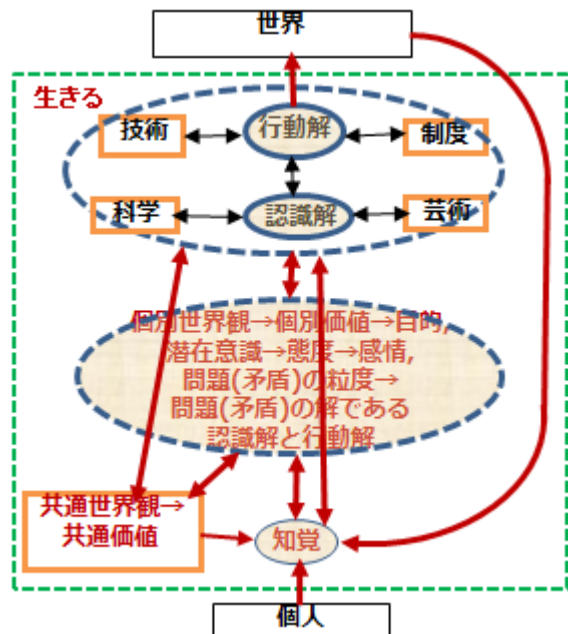 世界
生きる
技術
行動解
制度
科学
認識解
芸術
個別世界観→個別価値→目的,
潜在意識→態度→感情,
問題(矛盾)の粒度→
問題(矛盾)の解である
認識解と行動解
共通世界観→
共通価値
知覚
個人